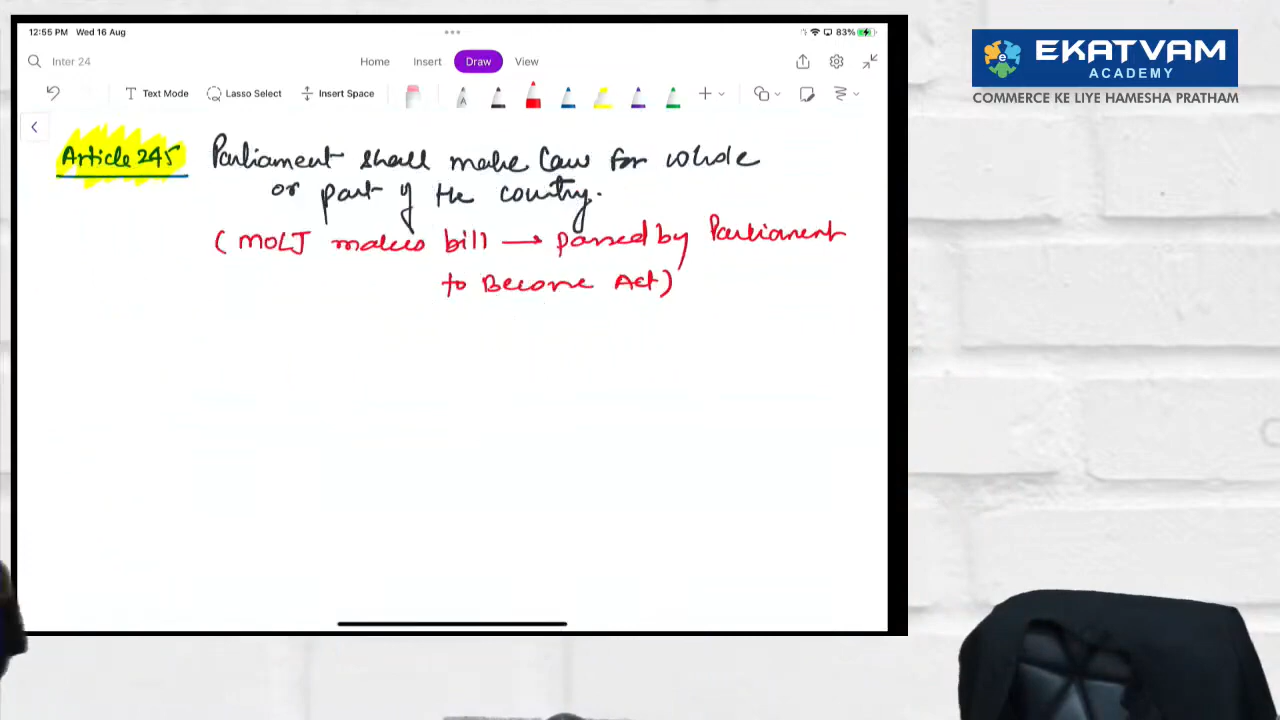 12:55 PM Wed 16 Aug
83%
Inter 24
Home Insert Draw View
Text Mode Lasso Select Insert Space
Article 245 Parliament shall make law for whole
or part of the country.
(MOLJ makes bill → passed by Parliament
to Become Act)
EKATVAM
ACADEMY
COMMERCE KE LIYE HAMESHA PRATHAM